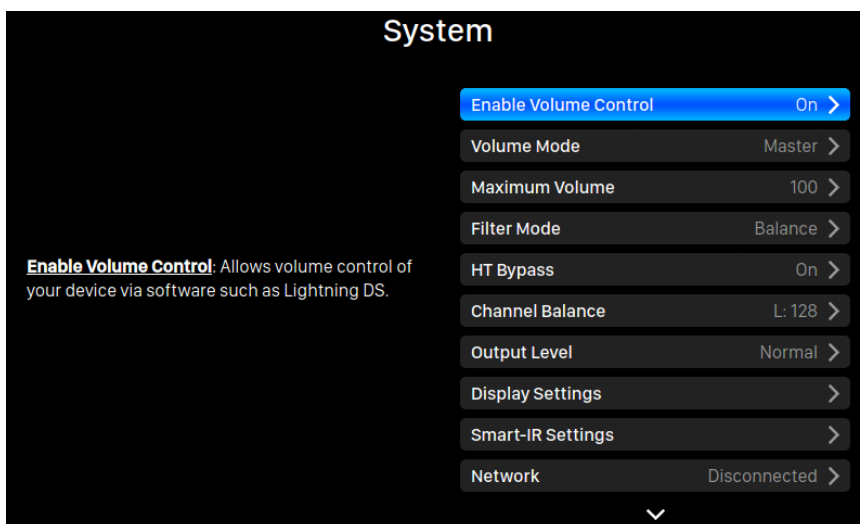 System
Enable Volume Control On
Volume Mode Master
Maximum Volume 100
Filter Mode Balance
Enable Volume Control: Allows volume control of
your device via software such as Lightning DS.
HT Bypass On
Channel Balance L: 128
Output Level Normal
Display Settings
Smart-IR Settings
Network Disconnected